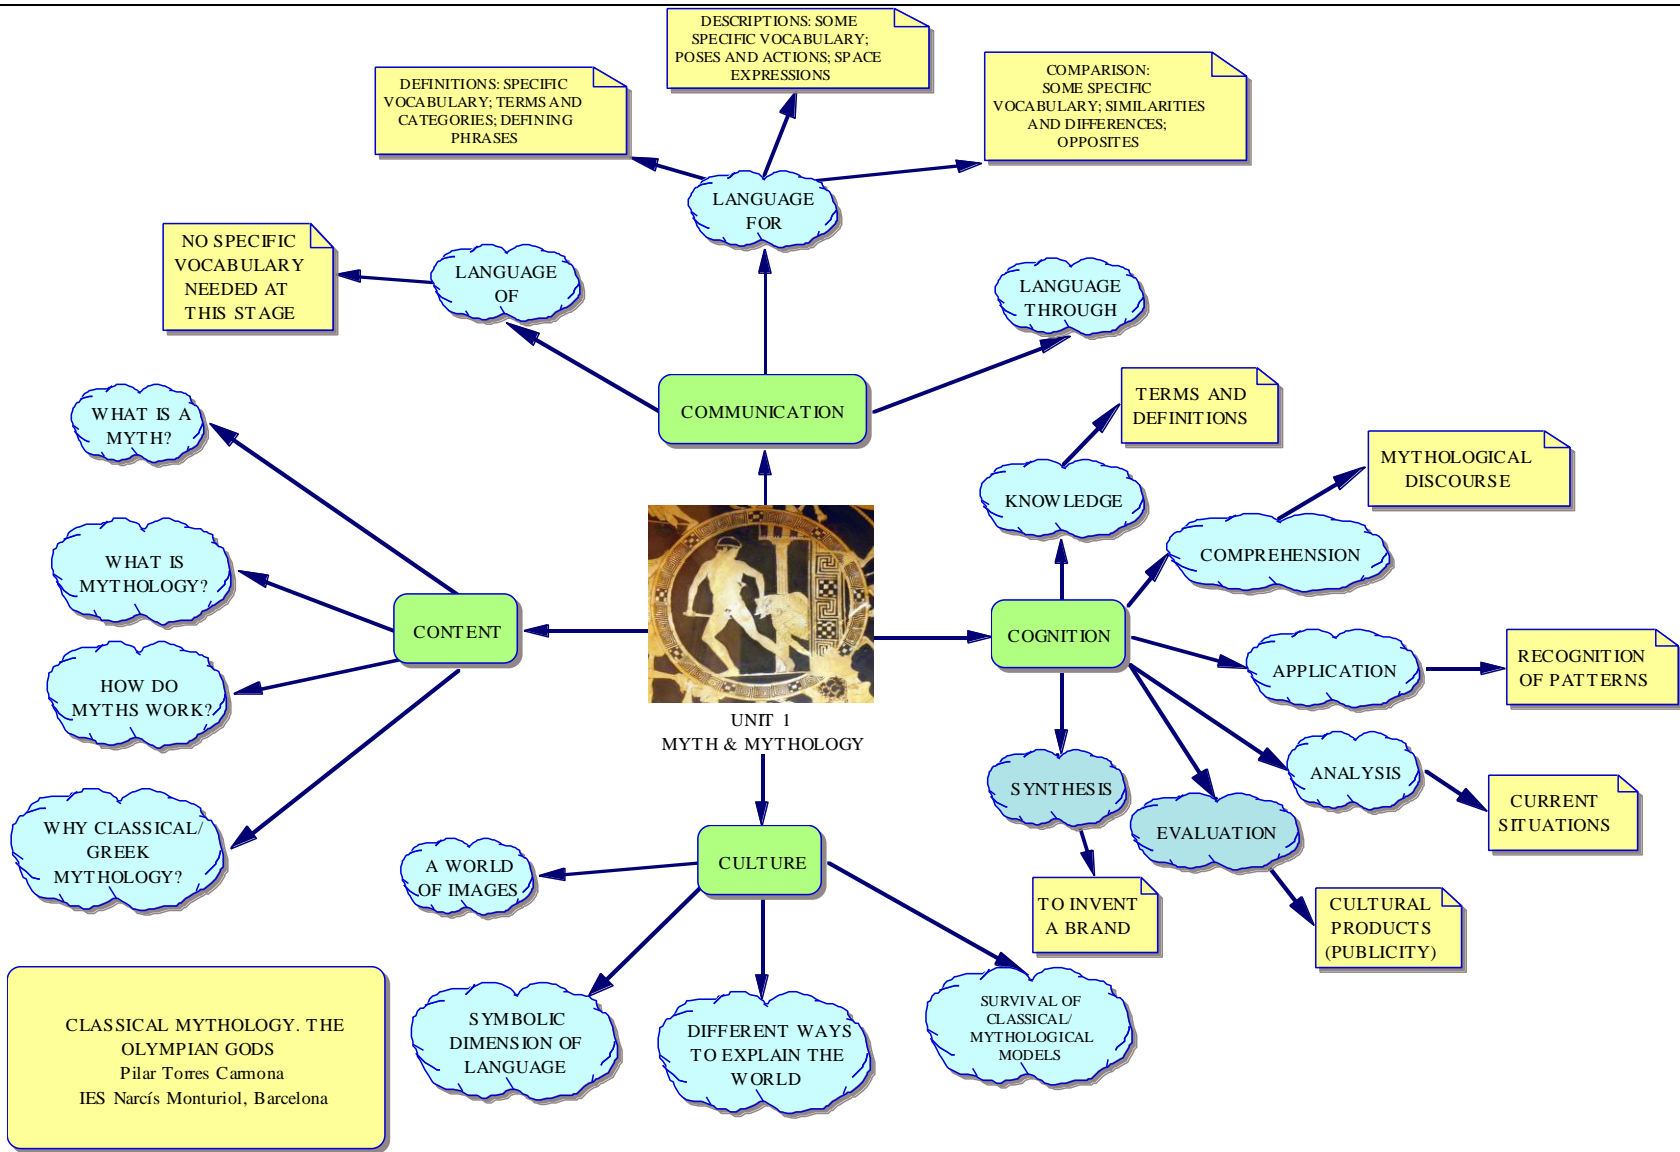 DESCRIPTIONS: SOME
SPECIFIC VOCABULARY;
POSES AND ACTIONS; SPACE
EXPRESSIONS
DEFINITIONS: SPECIFIC
VOCABULARY; TERMS AND
CATEGORIES; DEFINING
PHRASES
COMPARISON:
SOME SPECIFIC
VOCABULARY; SIMILARITIES
AND DIFFERENCES;
OPPOSITES
LANGUAGE
FOR
NO SPECIFIC
VOCABULARY
NEEDED AT
THIS STAGE
LANGUAGE
OF
LANGUAGE
THROUGH
COMMUNICATION
WHAT IS A
MYTH?
WHAT IS
MYTHOLOGY?
CONTENT
HOW DO
MYTHS WORK?
WHY CLASSICAL/
GREEK
MYTHOLOGY?
UNIT 1
MYTH & MYTHOLOGY
TERMS AND
DEFINITIONS
KNOWLEDGE
MYTHOLOGICAL
DISCOURSE
COMPREHENSION
COGNITION
APPLICATION
RECOGNITION
OF PATTERNS
ANALYSIS
CURRENT
SITUATIONS
SYNTHESIS
EVALUATION
TO INVENT
A BRAND
CULTURAL
PRODUCTS
(PUBLICITY)
CULTURE
A WORLD
OF IMAGES
SYMBOLIC
DIMENSION OF
LANGUAGE
DIFFERENT WAYS
TO EXPLAIN THE
WORLD
SURVIVAL OF
CLASSICAL/
MYTHOLOGICAL
MODELS
CLASSICAL MYTHOLOGY. THE
OLYMPIAN GODS
Pilar Torres Carmona
IES Narcís Monturiol, Barcelona